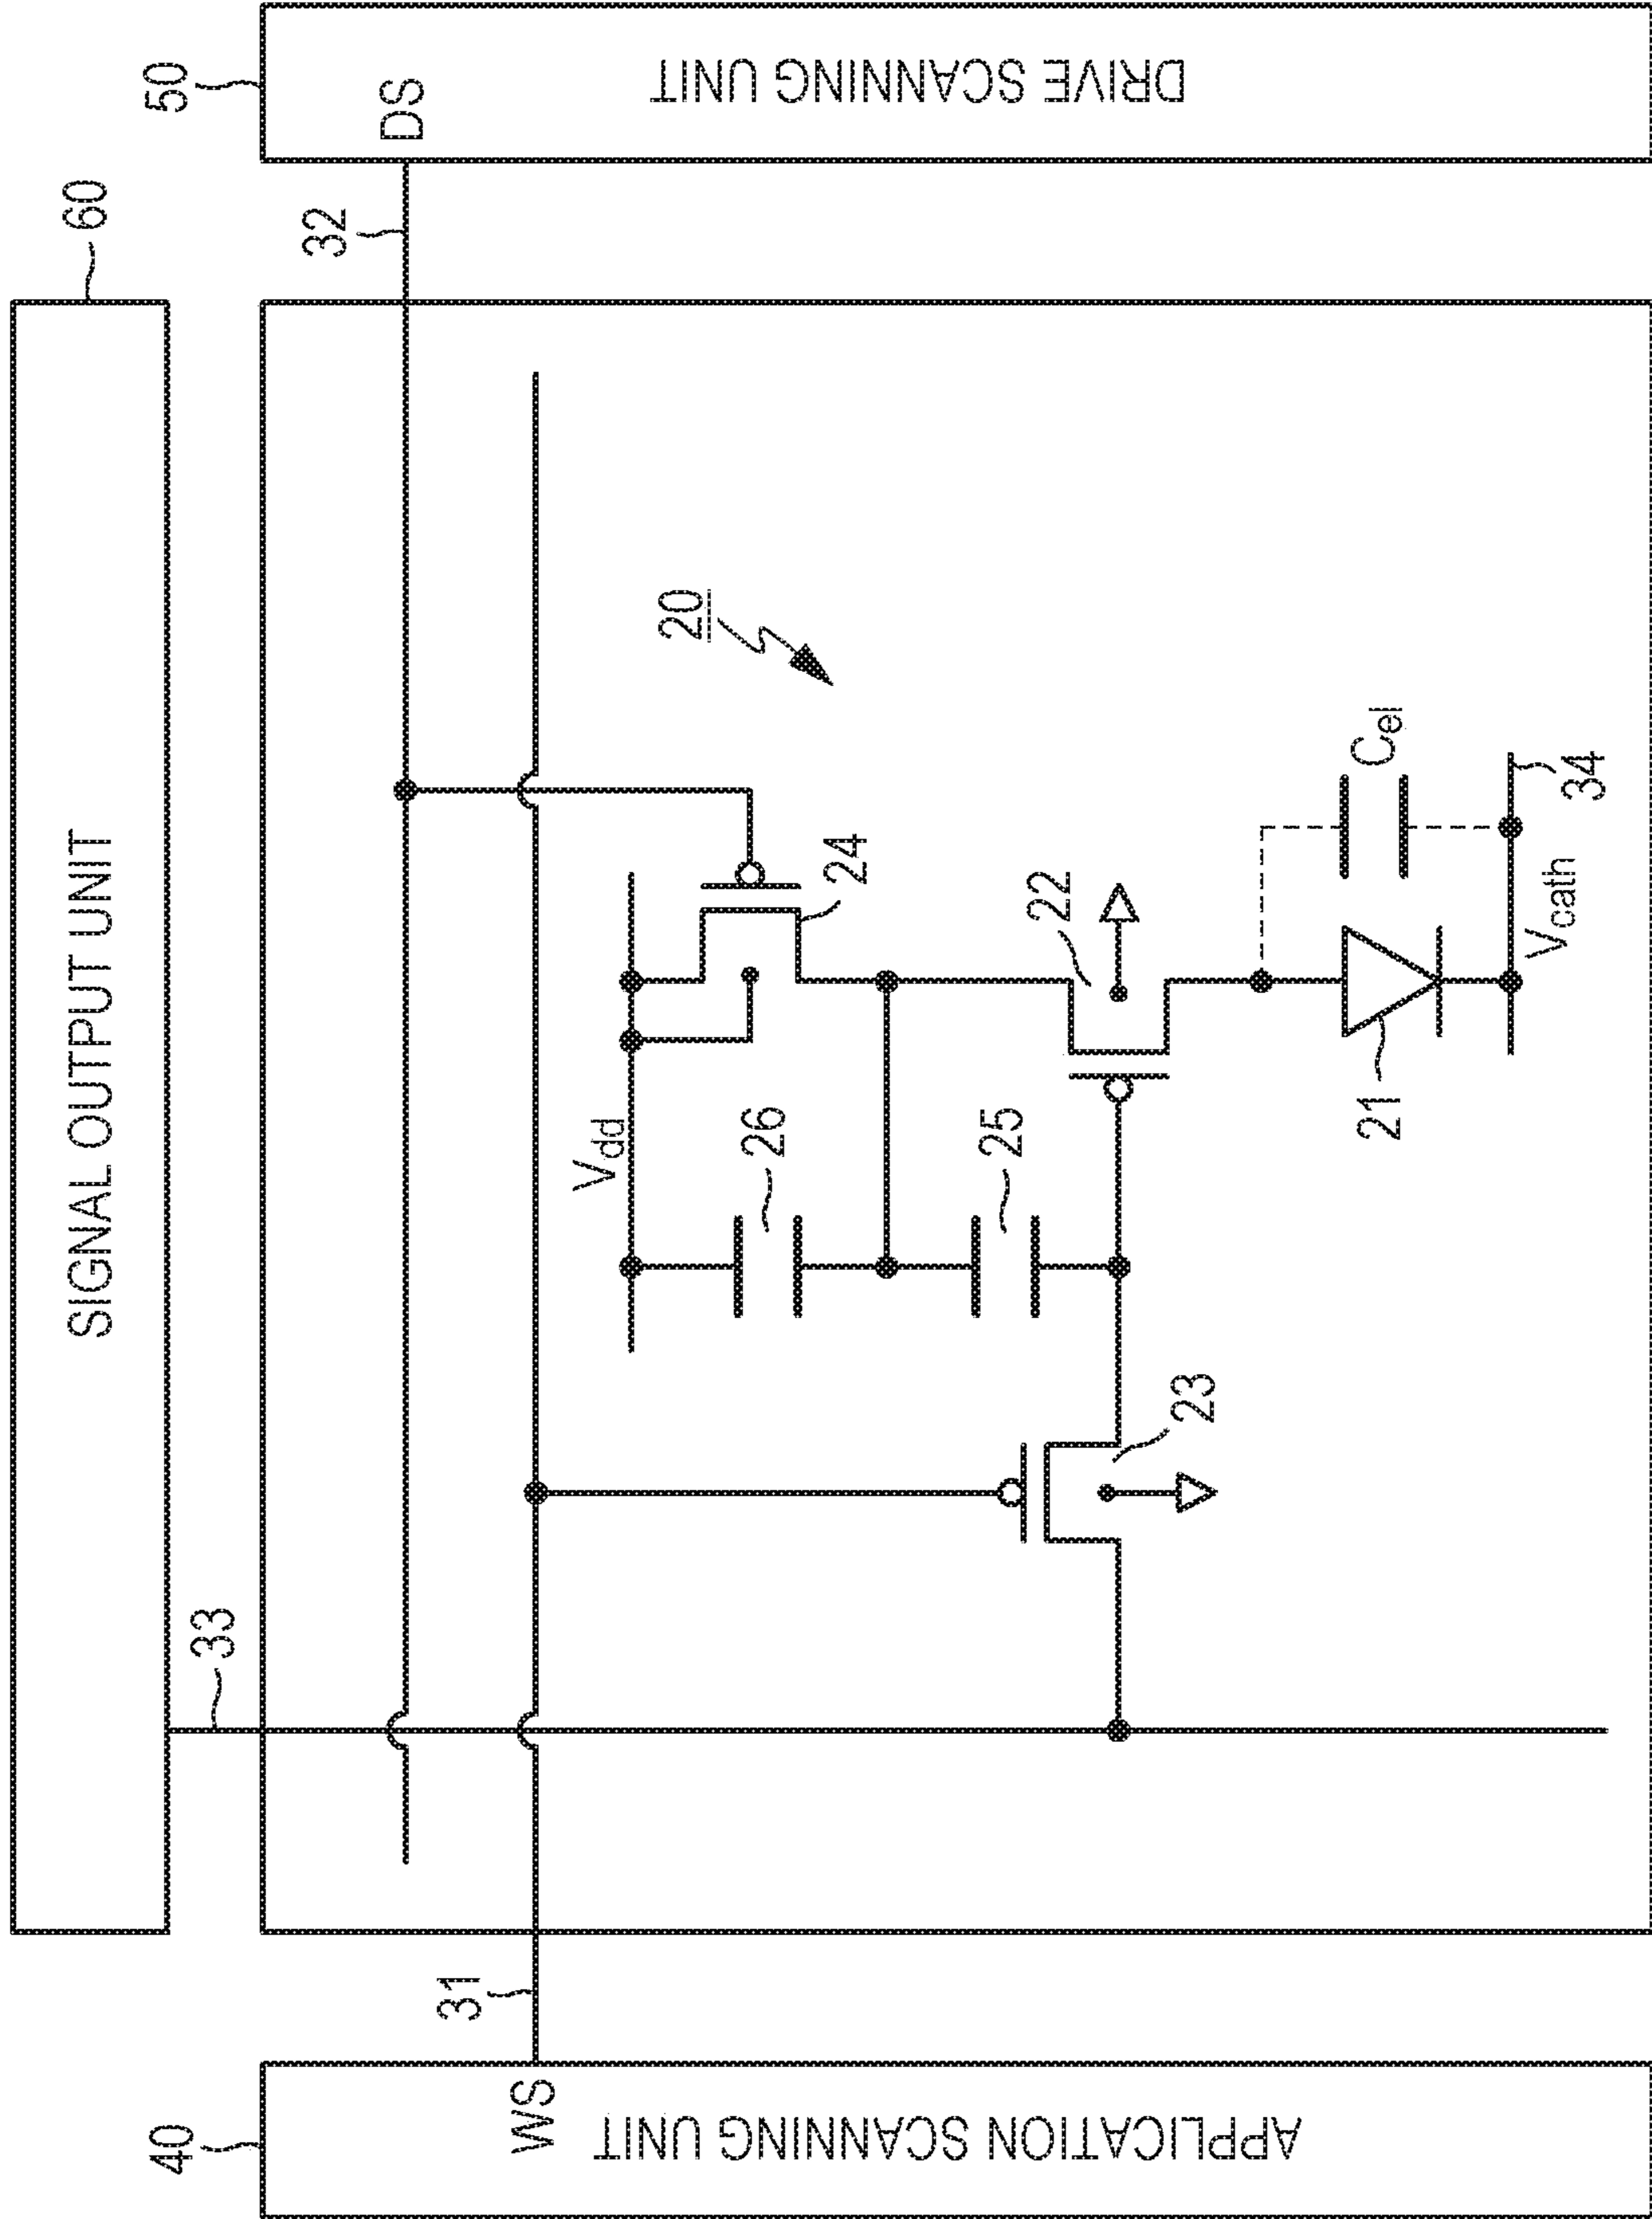 SIGNAL OUTPUT UNIT
60
40
WS
APPLICATION SCANNING UNIT
31
33
32
50
DS
DRIVE SCANNING UNIT
20
Vdd
26
24
25
22
23
21
Cel
Vcath
34